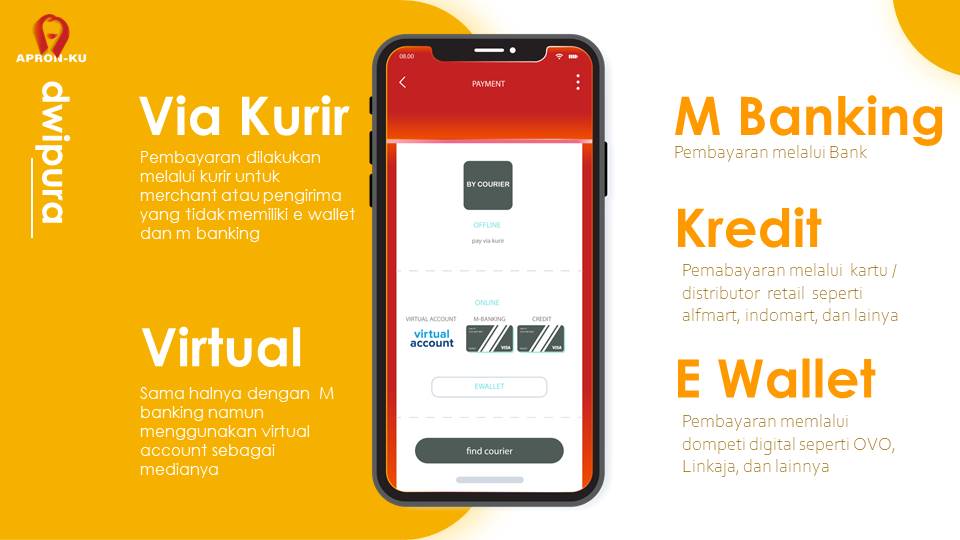 APRON-KU
dwipura
Via Kurir
Pembayaran dilakukan
melalui kurir untuk
merchant atau pengirima
yang tidak memiliki e wallet
dan m banking
Virtual
Sama halnya dengan M
banking namun
menggunakan virtual
account sebagai
medianya
08.00
PAYMENT
BY COURIER
OFFLINE
pay via kurir
ONLINE
VIRTUAL ACCOUNT M-BANKING CREDIT
virtual
account
VISA VISA
EWALLET
find courier
M Banking
Pembayaran melalui Bank
Kredit
Pemabayaran melalui kartu /
distributor retail seperti
alfmart, indomart, dan lainya
E Wallet
Pembayaran memlalui
dompeti digital seperti OVO,
Linkaja, dan lainnya